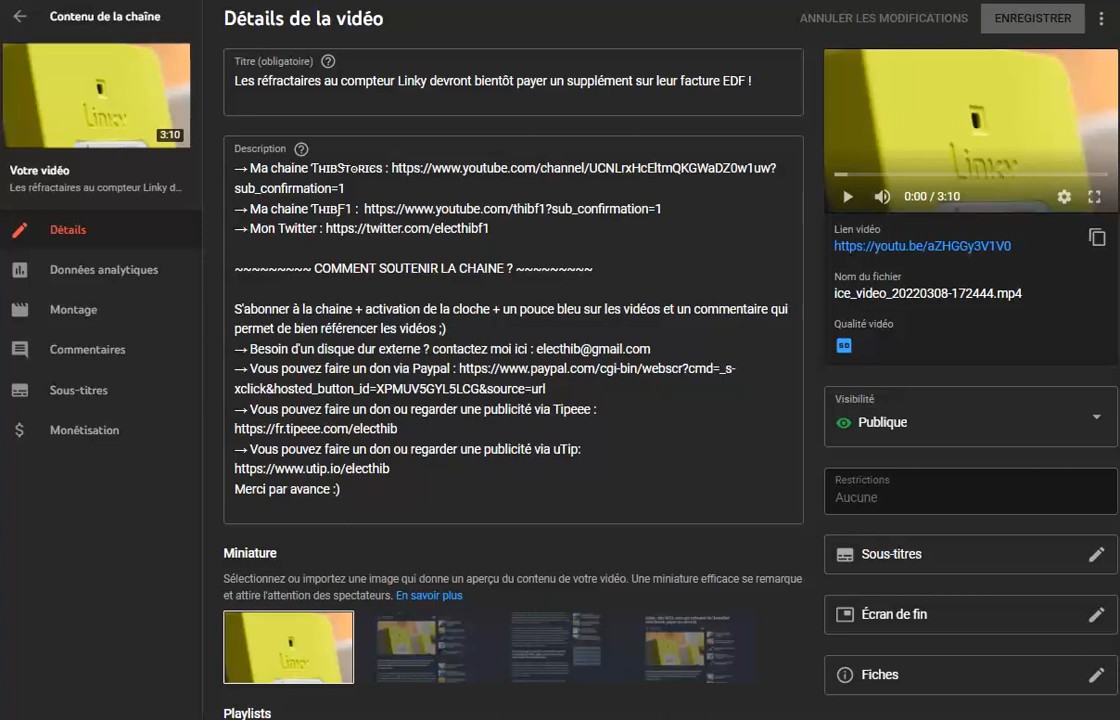 Contenu de la chaîne
Détails de la vidéo
ANNULER LES MODIFICATIONS
ENREGISTRER
Linky
3:10
Votre vidéo
Les réfractaires au compteur Linky d...
Détails
Données analytiques
Montage
Commentaires
Sous-titres
Monétisation
Titre (obligatoire)
Les réfractaires au compteur Linky devront bientôt payer un supplément sur leur facture EDF !
Description
→ Ma chaine ƬʜɪʙSᴛᴏʀɪᴇs : https://www.youtube.com/channel/UCNLrxHcEltmQKGWaDZ0w1uw?
sub_confirmation=1
→ Ma chaine ƬʜɪʙƑ1 : https://www.youtube.com/thibf1?sub_confirmation=1
→ Mon Twitter : https://twitter.com/electhibf1
~~~~~~~~~ COMMENT SOUTENIR LA CHAINE ? ~~~~~~~~~
S'abonner à la chaine + activation de la cloche + un pouce bleu sur les vidéos et un commentaire qui
permet de bien référencer les vidéos ;)
→ Besoin d'un disque dur externe ? contactez moi ici : electhib@gmail.com
→ Vous pouvez faire un don via Paypal : https://www.paypal.com/cgi-bin/webscr?cmd=_s-
xclick&hosted_button_id=XPMUV5GYL5LCG&source=url
→ Vous pouvez faire un don ou regarder une publicité via Tipeee :
https://fr.tipeee.com/electhib
→ Vous pouvez faire un don ou regarder une publicité via uTip:
https://www.utip.io/electhib
Merci par avance :)
Miniature
Sélectionnez ou importez une image qui donne un aperçu du contenu de votre vidéo. Une miniature efficace se remarque
et attire l'attention des spectateurs. En savoir plus
Linky
Playlists
Linky
0:00 / 3:10
Lien vidéo
https://youtu.be/aZHGGy3V1V0
Nom du fichier
ice_video_20220308-172444.mp4
Qualité vidéo
SD
Visibilité
Publique
Restrictions
Aucune
Sous-titres
Écran de fin
Fiches